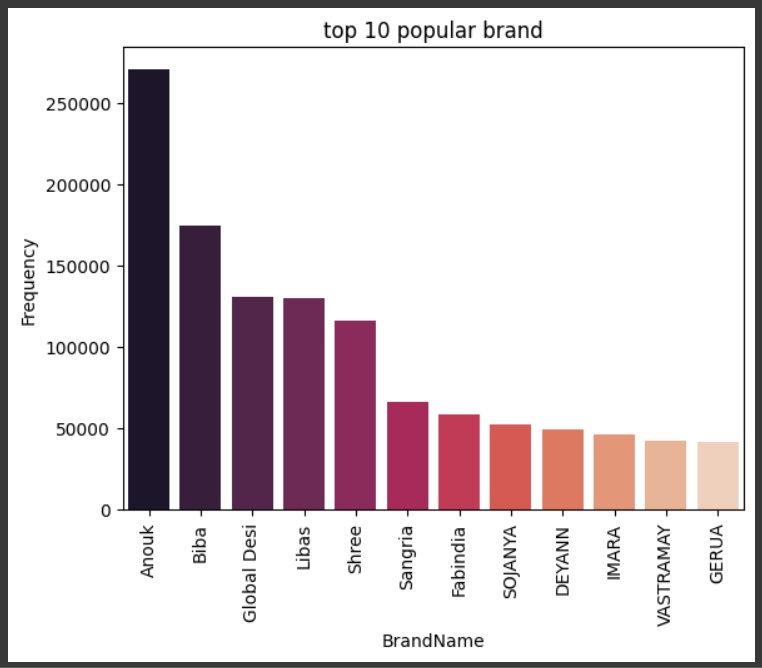 top 10 popular brand
Frequency
250000
200000
150000
100000
50000
0
Anouk
Biba
Global Desi
Libas
Shree
Sangria
Fabindia
SOJANYA
DEYANN
IMARA
VASTRAMAY
GERUA
BrandName